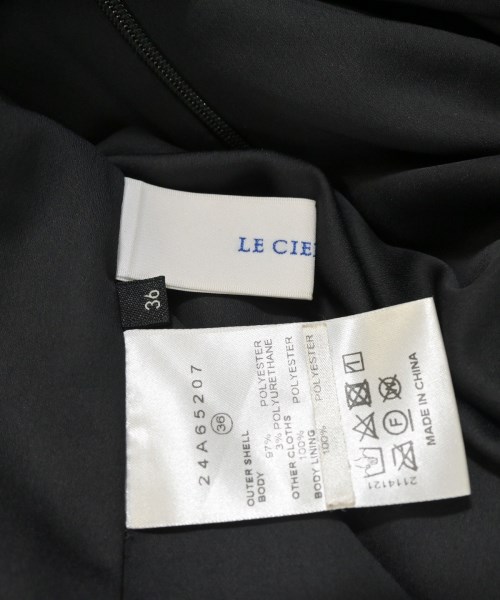 LE CIE
36
24A65207
36
OUTER SHELL
BODY
97% POLYESTER
3% POLYURETHANE
OTHER CLOTHS
100% POLYESTER
BODY LINING
100% POLYESTER
F
MADE IN CHINA
2114121